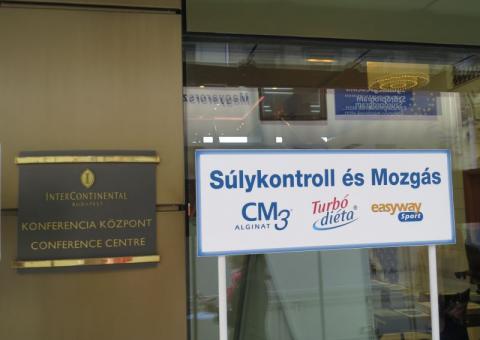 INTERCONTINENTAL
BUDAPEST
KONFERENCIA KÖZPONT
CONFERENCE CENTRE
Súlykontroll és Mozgás
CM3®
ALGINAT
Turbó
diéta®
easyway
Sport